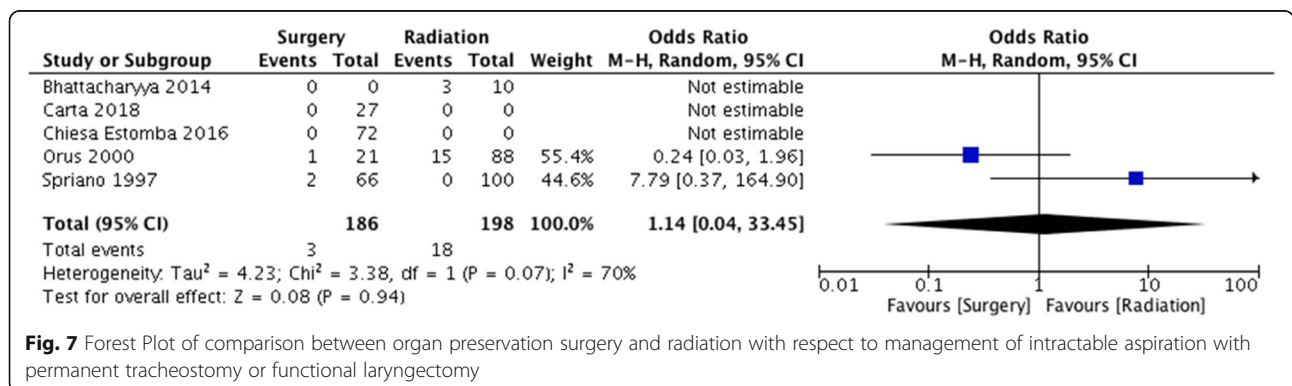 Surgery Radiation Odds Ratio Odds Ratio
Study or Subgroup Events Total Events Total Weight M-H, Random, 95% CI M-H, Random, 95% CI
Bhattacharyya 2014 0 0 3 10 Not estimable
Carta 2018 0 27 0 0 Not estimable
Chiesa Estomba 2016 0 72 0 0 Not estimable
Orus 2000 1 21 15 88 55.4% 0.24 [0.03, 1.96]
Spriano 1997 2 66 0 100 44.6% 7.79 [0.37, 164.90]
Total (95% CI) 186 198 100.0% 1.14 [0.04, 33.45]
Total events 3 18
Heterogeneity: Tau² = 4.23; Chi² = 3.38, df = 1 (P = 0.07); I² = 70%
Test for overall effect: Z = 0.08 (P = 0.94)
0.01 0.1 1 10 100
Favours [Surgery] Favours [Radiation]
Fig. 7 Forest Plot of comparison between organ preservation surgery and radiation with respect to management of intractable aspiration with
permanent tracheostomy or functional laryngectomy